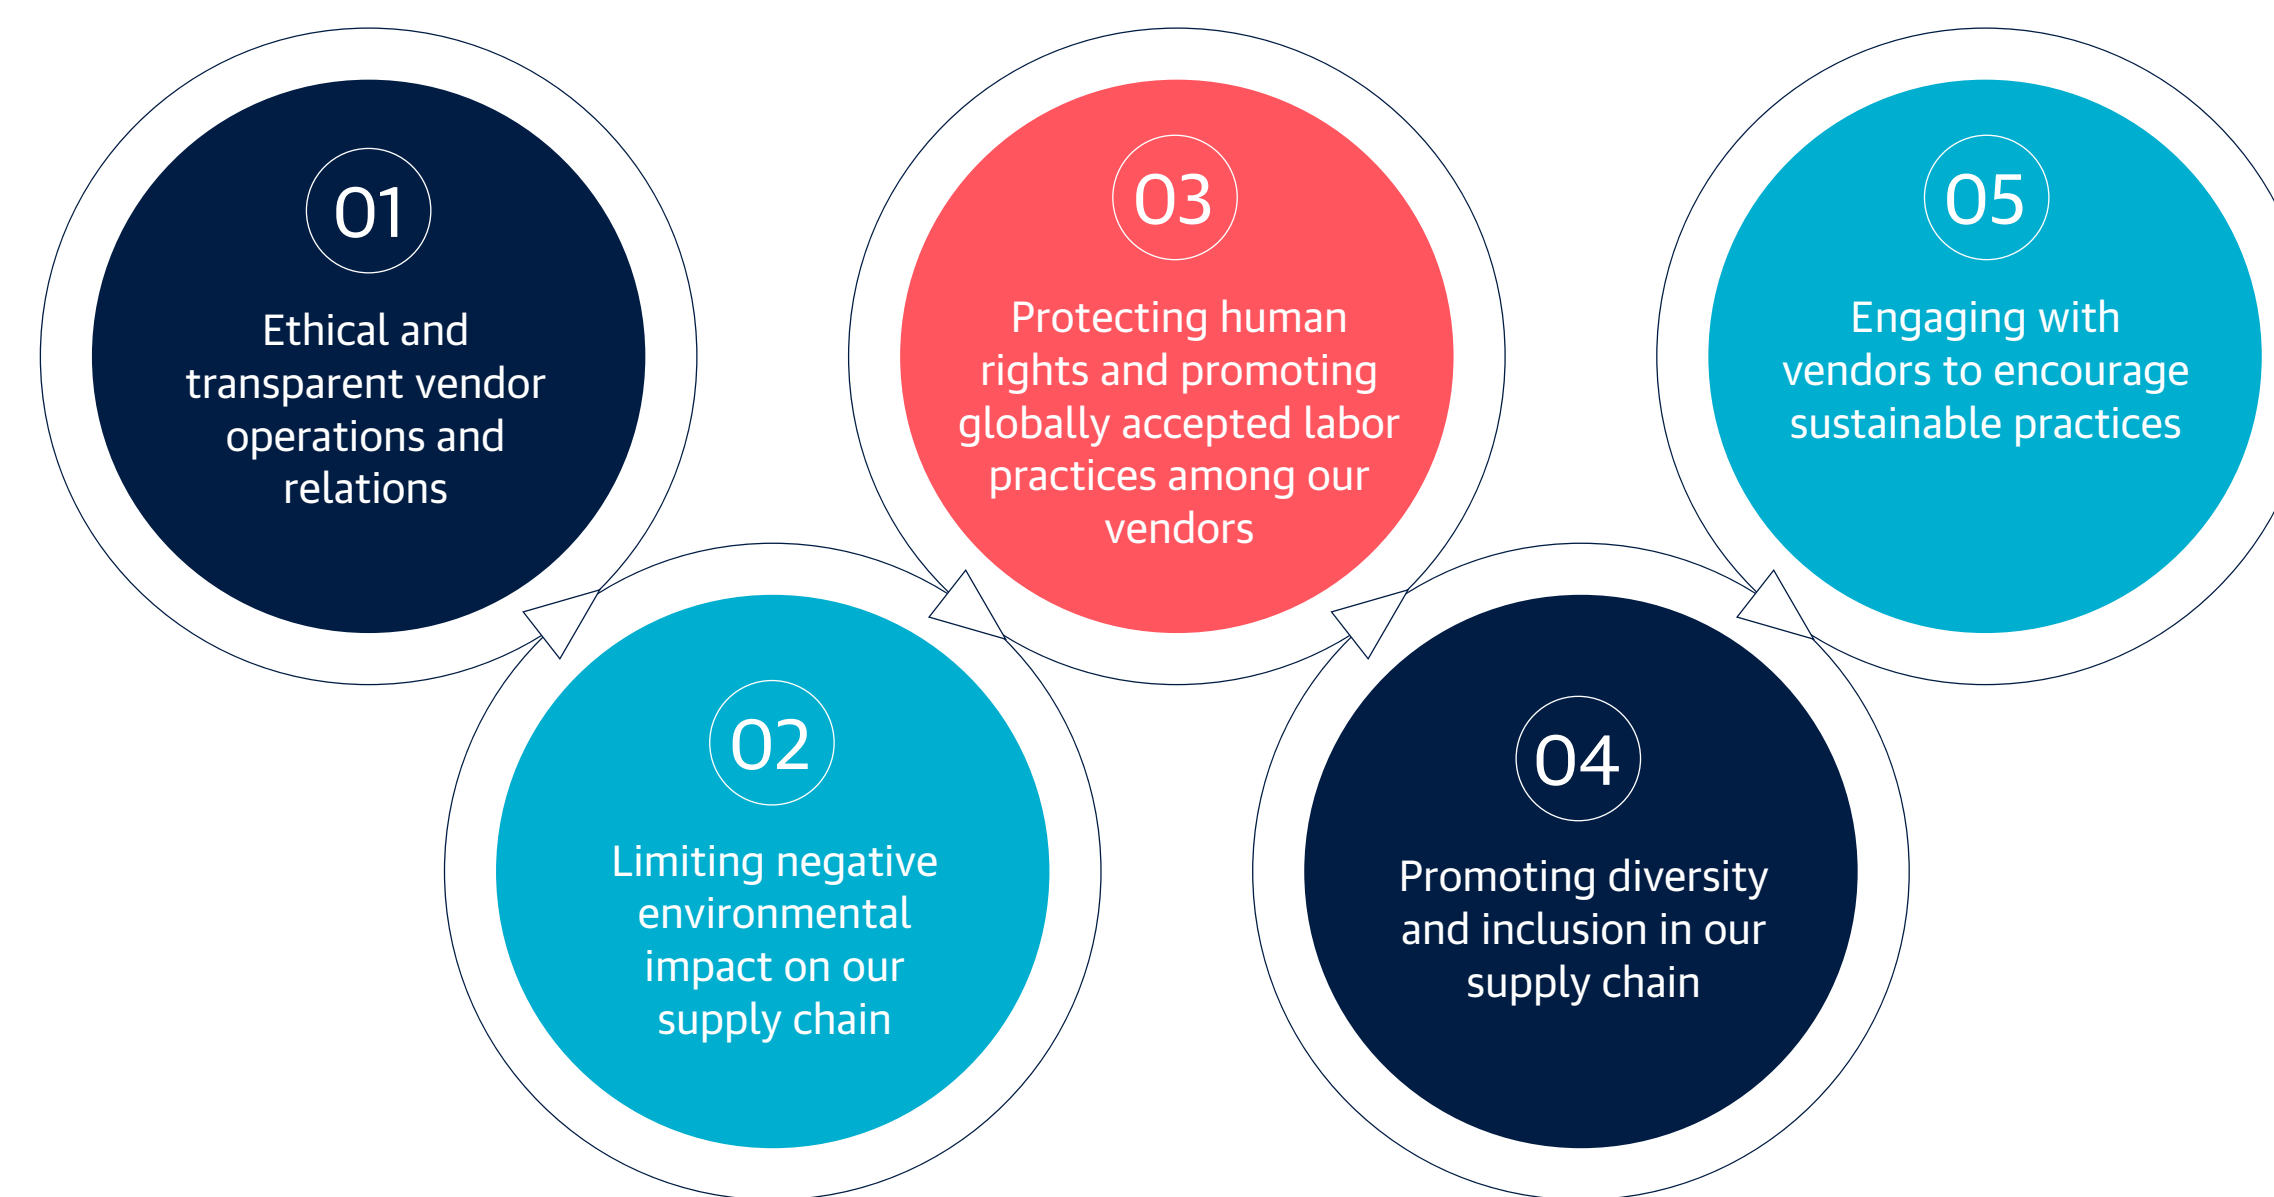 01
Ethical and
transparent vendor
operations and
relations
02
Limiting negative
environmental
impact on our
supply chain
03
Protecting human
rights and promoting
globally accepted labor
practices among our
vendors
04
Promoting diversity
and inclusion in our
supply chain
05
Engaging with
vendors to encourage
sustainable practices